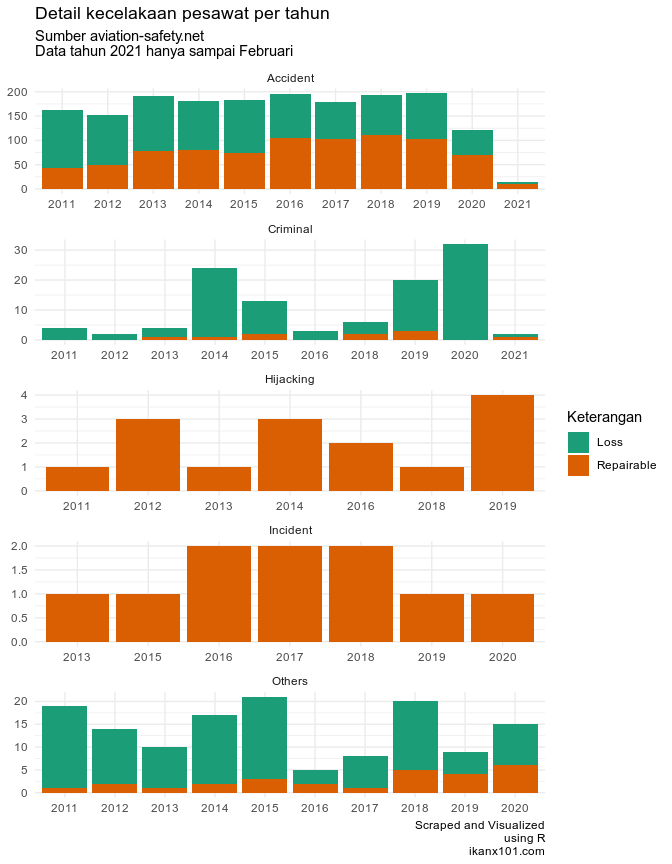 Detail kecelakaan pesawat per tahun
Sumber aviation-safety.net
Data tahun 2021 hanya sampai Februari
Accident
200
150
100
50
0
2011 2012 2013 2014 2015 2016 2017 2018 2019 2020 2021
Criminal
30
20
10
0
2011 2012 2013 2014 2015 2016 2018 2019 2020 2021
Hijacking
4
3
2
1
0
2011 2012 2013 2014 2016 2018 2019
Keterangan
Loss
Repairable
Incident
2.0
1.5
1.0
0.5
0.0
2013 2015 2016 2017 2018 2019 2020
Others
20
15
10
5
0
2011 2012 2013 2014 2015 2016 2017 2018 2019 2020
Scraped and Visualized
using R
ikanx101.com